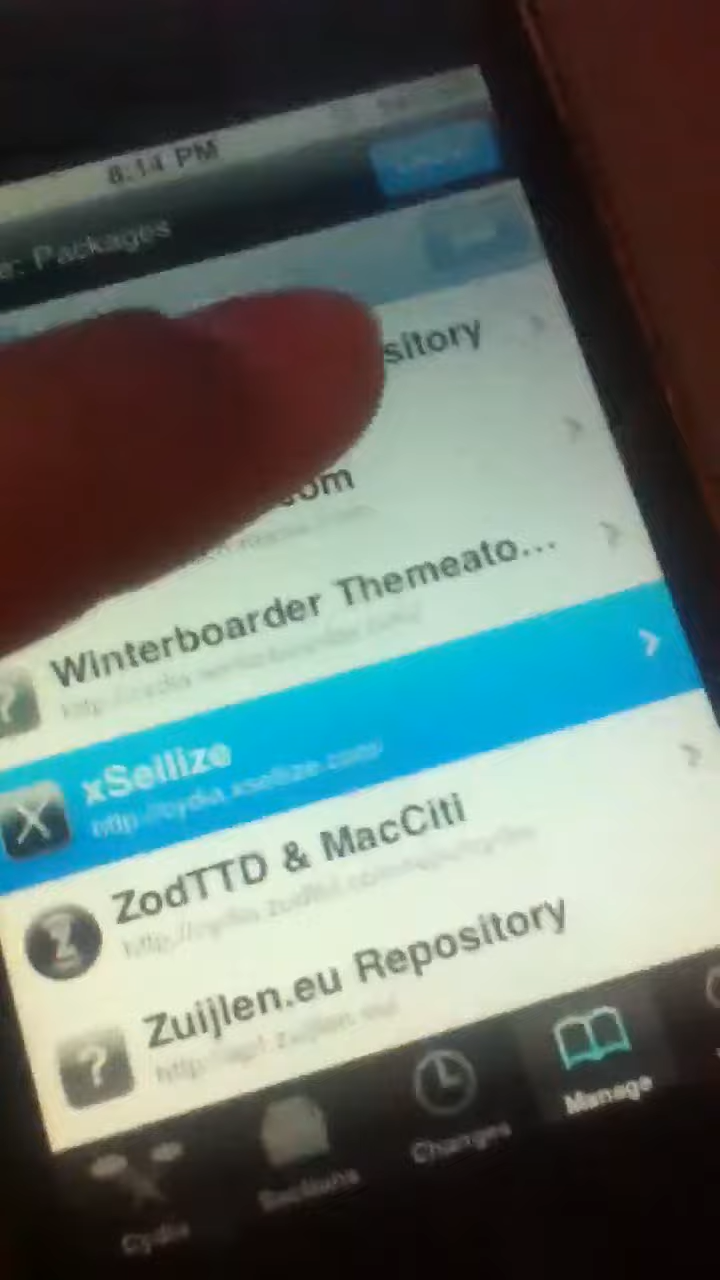 8:14 PM
e: Packages
sitory
com
Winterboarder Themeato...
xSellize
http://cydia.xsellize.com/
ZodTTD & MacCiti
Zuijlen.eu Repository
Cydia
Sections
Changes
Manage